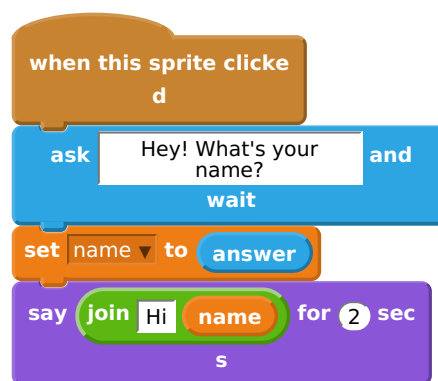 when this sprite clicke
d
ask Hey! What's your name? and
wait
set name ▼ to answer
say join Hi name for 2 sec
s